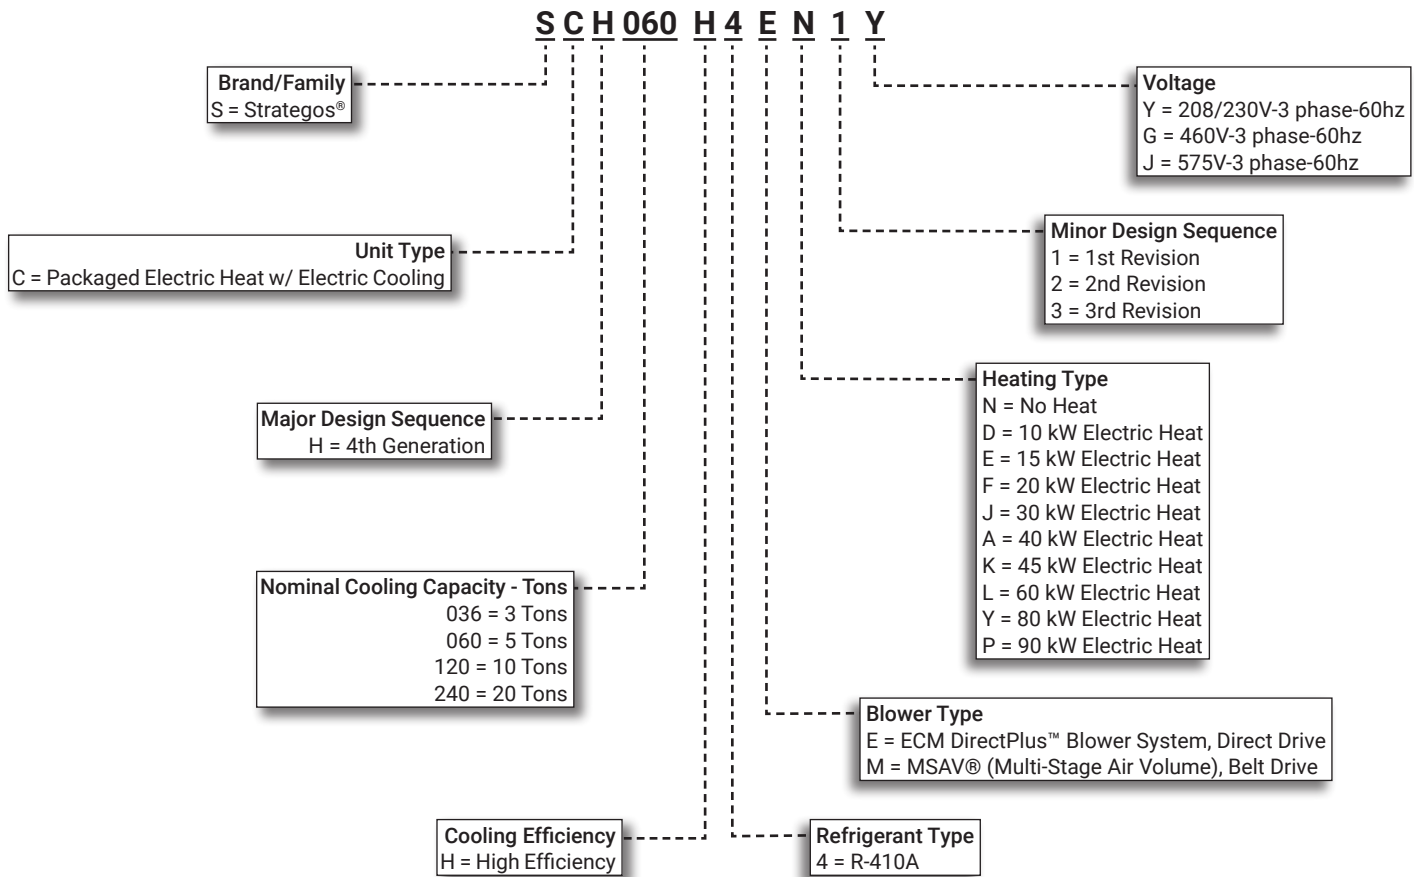 S C H 060 H 4 E N 1 Y
Brand/Family
S = Strategos®
Voltage
Y = 208/230V-3 phase-60hz
G = 460V-3 phase-60hz
J = 575V-3 phase-60hz
Unit Type
C = Packaged Electric Heat w/ Electric Cooling
Minor Design Sequence
1 = 1st Revision
2 = 2nd Revision
3 = 3rd Revision
Major Design Sequence
H = 4th Generation
Heating Type
N = No Heat
D = 10 kW Electric Heat
E = 15 kW Electric Heat
F = 20 kW Electric Heat
J = 30 kW Electric Heat
A = 40 kW Electric Heat
K = 45 kW Electric Heat
L = 60 kW Electric Heat
Y = 80 kW Electric Heat
P = 90 kW Electric Heat
Nominal Cooling Capacity - Tons
036 = 3 Tons
060 = 5 Tons
120 = 10 Tons
240 = 20 Tons
Blower Type
E = ECM DirectPlus™ Blower System, Direct Drive
M = MSAV® (Multi-Stage Air Volume), Belt Drive
Cooling Efficiency
H = High Efficiency
Refrigerant Type
4 = R-410A